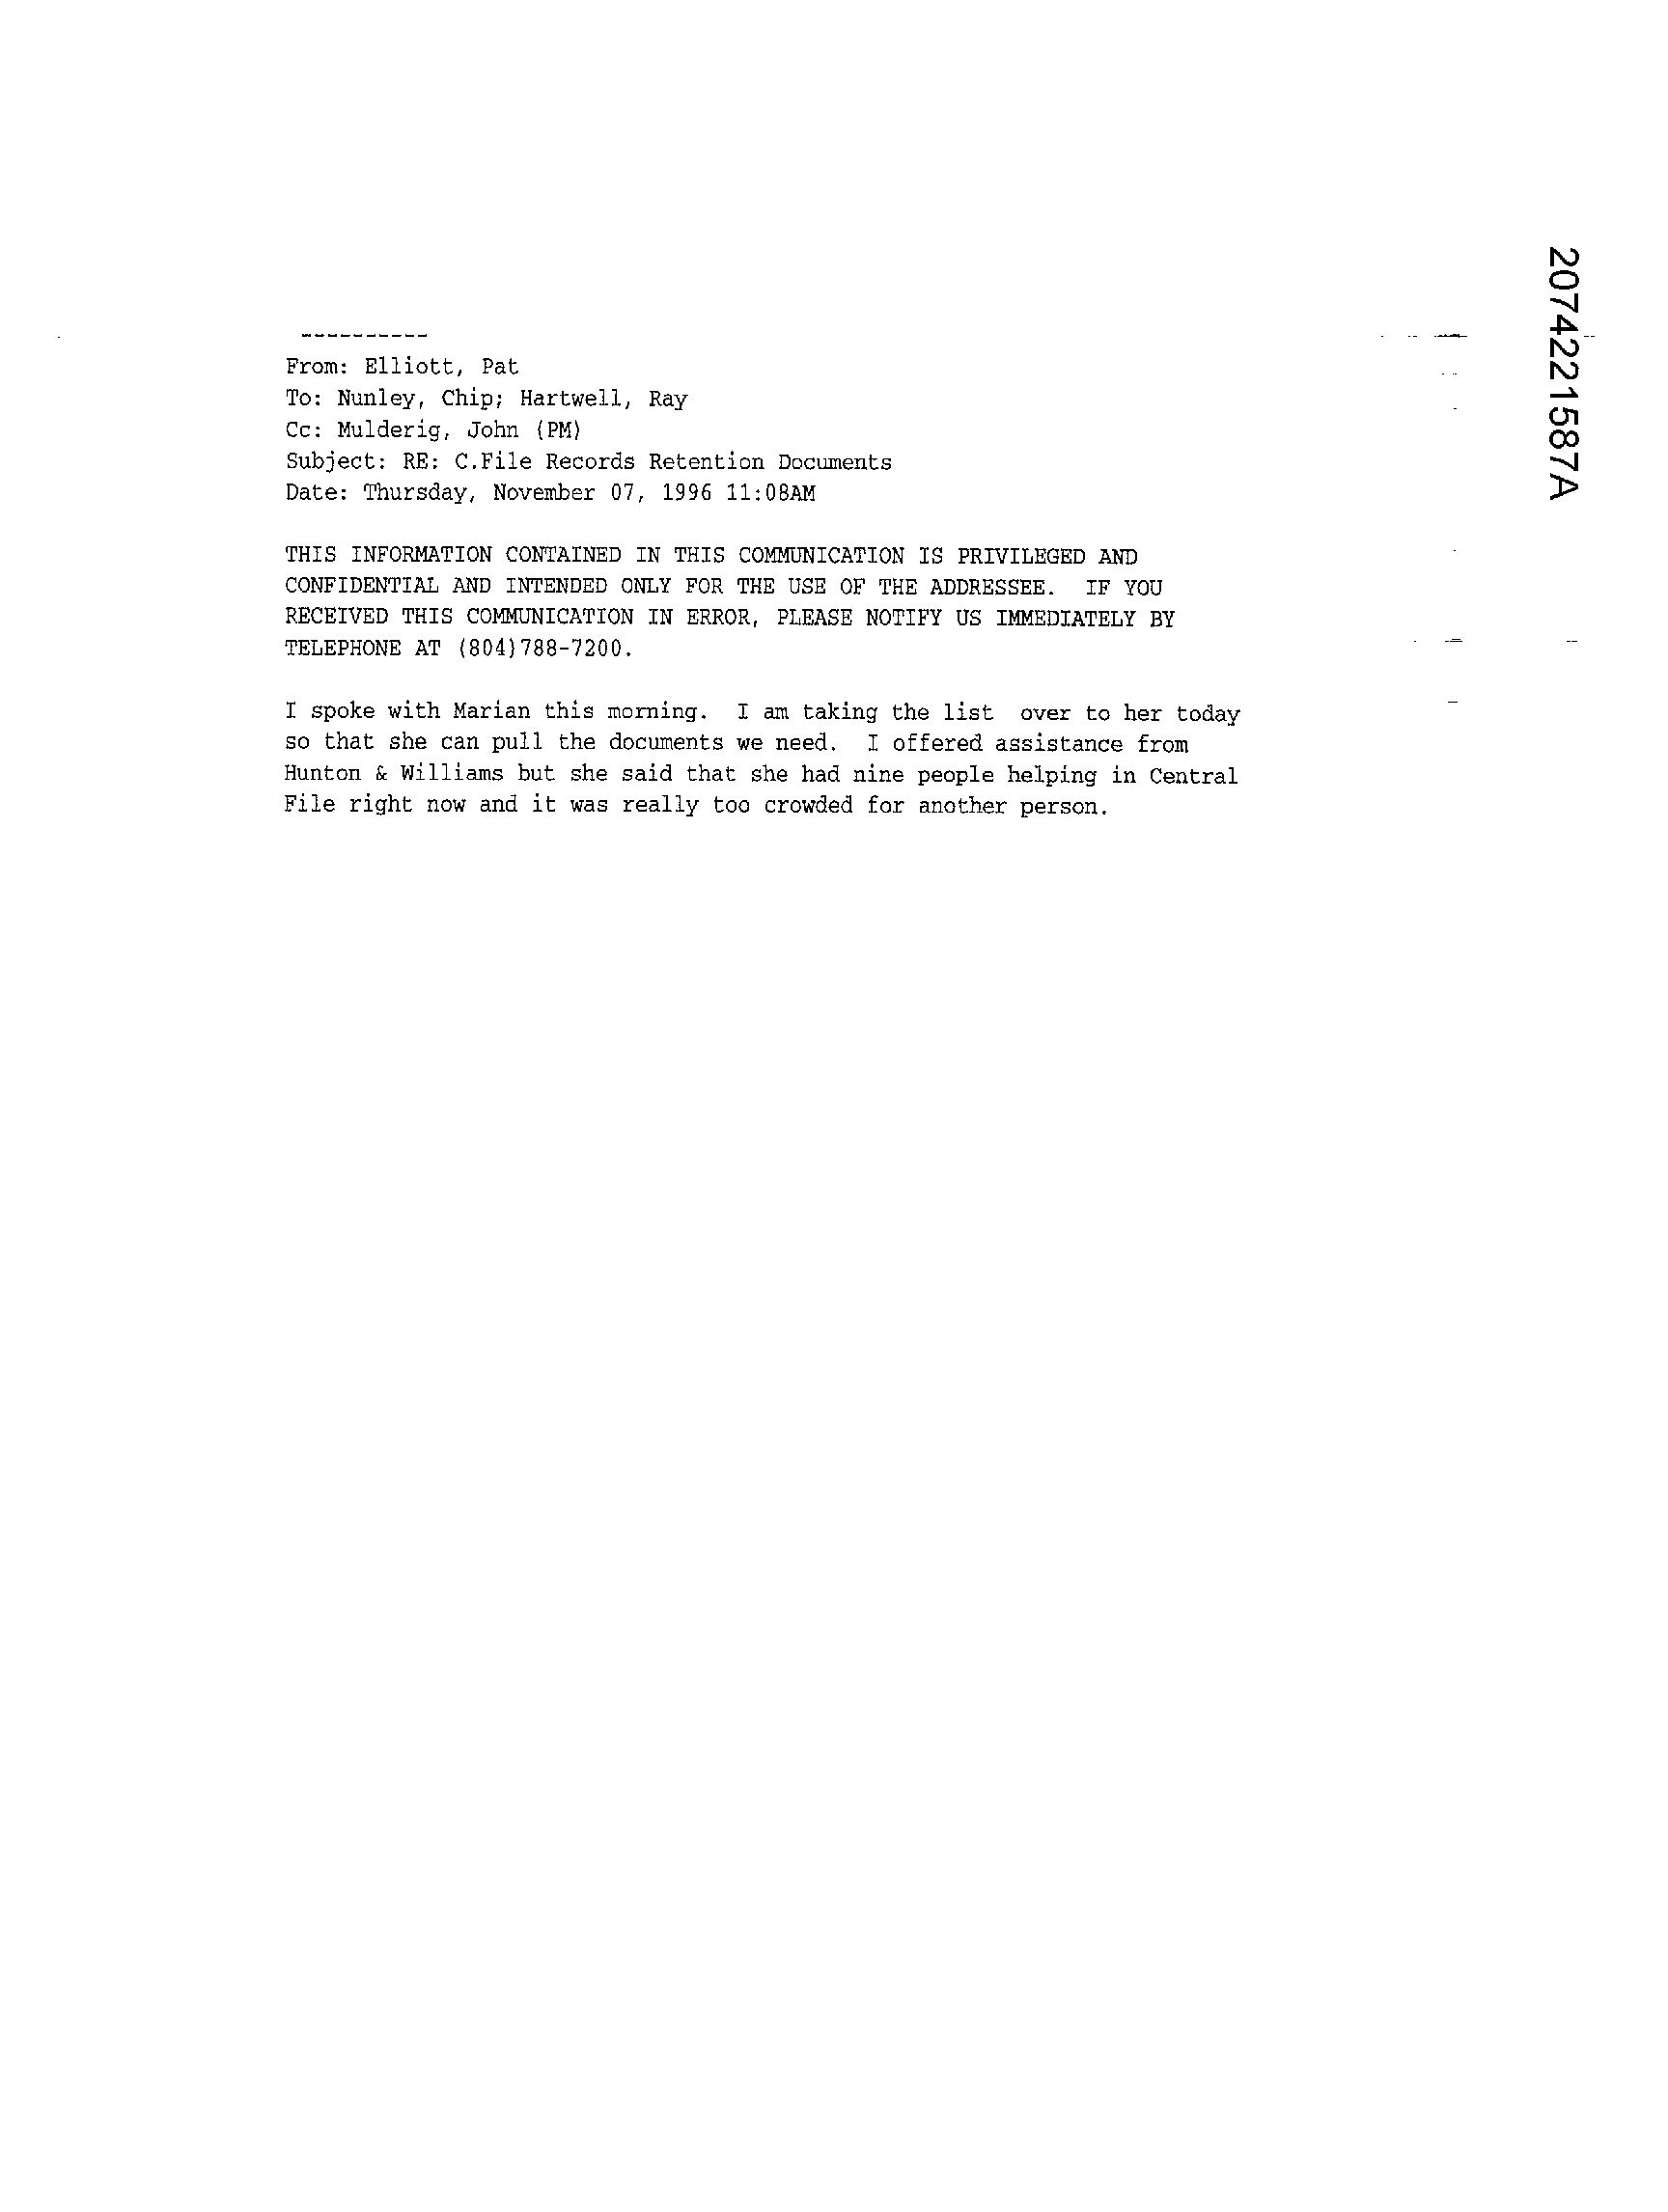 2074221587A
----------
From: Elliott, Pat
To: Nunley, Chip; Hartwell, Ray
Cc: Mulderig, John (PM)
Subject: RE: C.File Records Retention Documents
Date: Thursday, November 07, 1996 11:08AM
THIS INFORMATION CONTAINED IN THIS COMMUNICATION IS PRIVILEGED AND
CONFIDENTIAL AND INTENDED ONLY FOR THE USE OF THE ADDRESSEE.  IF YOU
RECEIVED THIS COMMUNICATION IN ERROR, PLEASE NOTIFY US IMMEDIATELY BY
TELEPHONE AT (804)788-7200.
I spoke with Marian this morning.  I am taking the list  over to her today
so that she can pull the documents we need.  I offered assistance from
Hunton & Williams but she said that she had nine people helping in Central
File right now and it was really too crowded for another person.